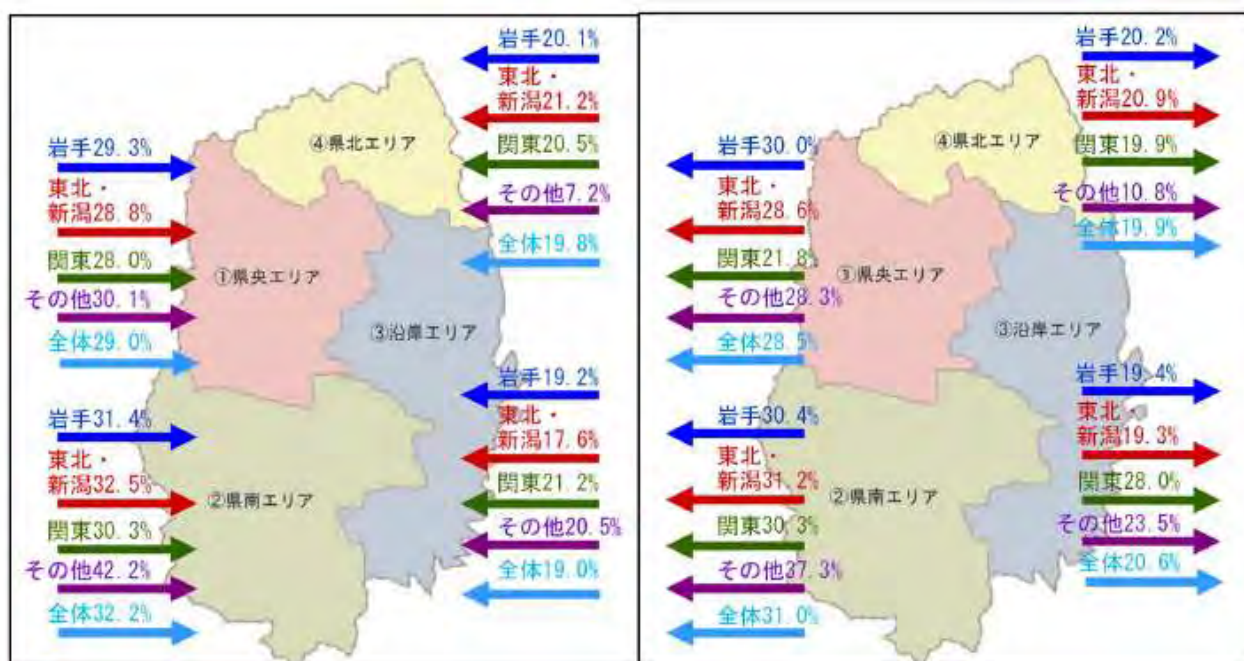 岩手20.1%
東北・
新潟21.2%
関東20.5%
その他7.2%
全体19.8%
④県北エリア
岩手29.3%
東北・
新潟28.8%
関東28.0%
その他30.1%
全体29.0%
①県央エリア
③沿岸エリア
岩手19.2%
東北・
新潟17.6%
関東21.2%
その他20.5%
全体19.0%
岩手31.4%
東北・
新潟32.5%
関東30.3%
その他42.2%
全体32.2%
②県南エリア
岩手20.2%
東北・
新潟20.9%
関東19.9%
その他10.8%
全体19.9%
④県北エリア
岩手30.0%
東北・
新潟28.6%
関東21.8%
その他28.3%
全体28.5%
①県央エリア
③沿岸エリア
岩手19.4%
東北・
新潟19.3%
関東28.0%
その他23.5%
全体20.6%
岩手30.4%
東北・
新潟31.2%
関東30.3%
その他37.3%
全体31.0%
②県南エリア